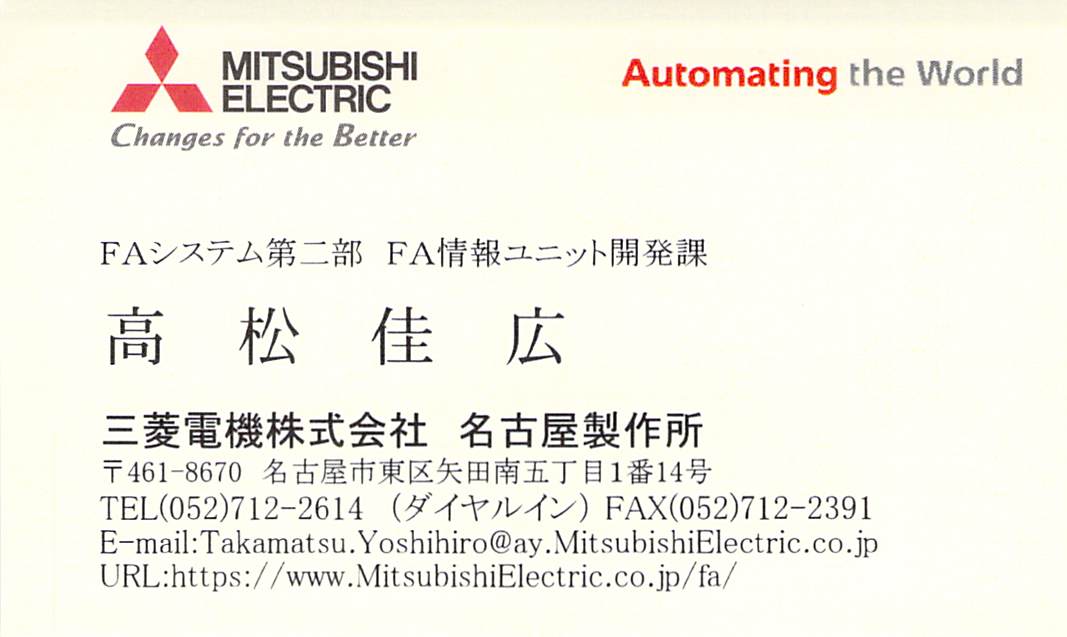 MITSUBISHI
ELECTRIC
Changes for the Better
Automating the World
FAシステム第二部 FA情報ユニット開発課
高 松 佳 広
三菱電機株式会社 名古屋製作所
〒461-8670 名古屋市東区矢田南五丁目1番14号
TEL(052)712-2614 (ダイヤルイン) FAX(052)712-2391
E-mail:Takamatsu.Yoshihiro@ay.MitsubishiElectric.co.jp
URL:https://www.MitsubishiElectric.co.jp/fa/